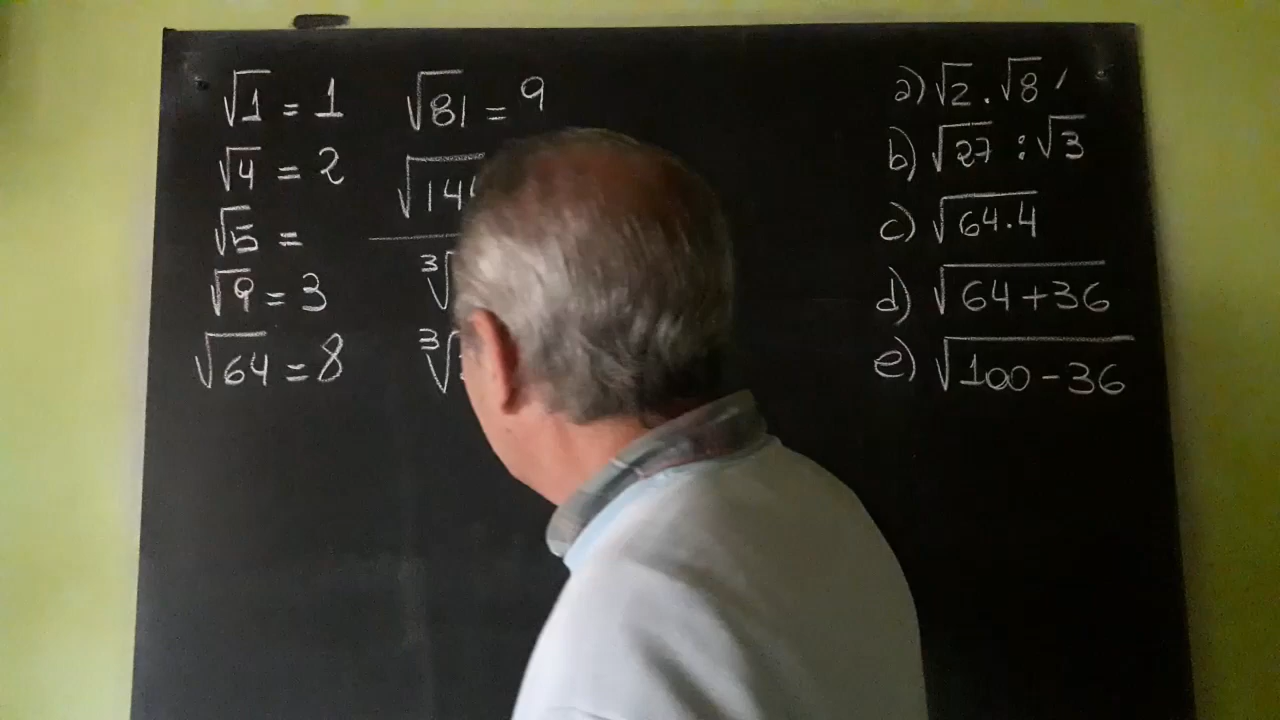 √1 = 1
√4 = 2
√5 =
√9 = 3
√64 = 8
√81 = 9
a) √2 . √8
b) √27 : √3
c) √64.4
d) √64+36
e) √100-36